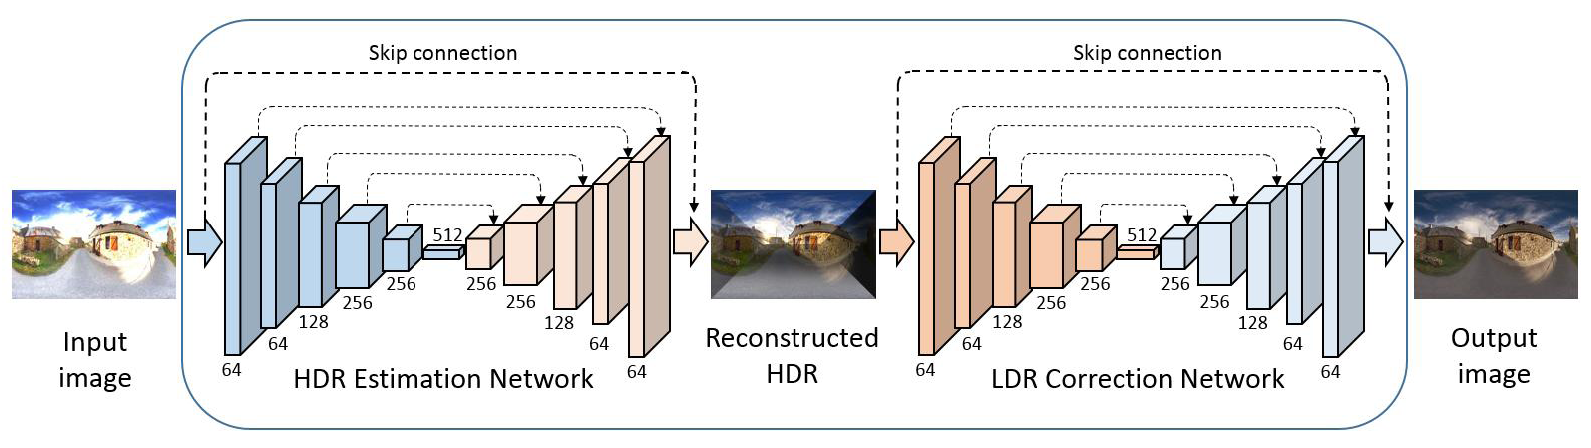 Skip connection
Skip connection
512
512
256
256
256
256
256
256
256
256
128
128
128
128
64
64
64
64
64
64
64
64
Input
image
HDR Estimation Network
Reconstructed
HDR
LDR Correction Network
Output
image